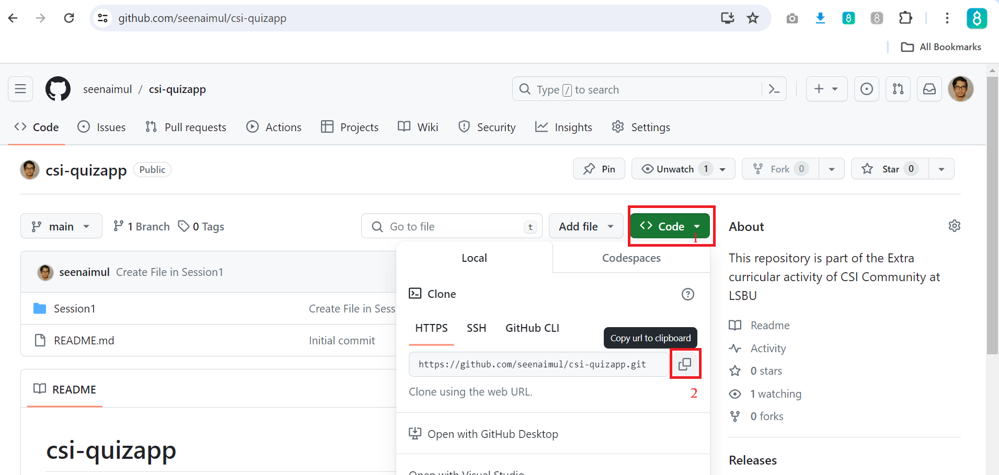 github.com/seenaimul/csi-quizapp
All Bookmarks
seenaimul / csi-quizapp
Type / to search
Code Issues Pull requests Actions Projects Wiki Security Insights Settings
csi-quizapp Public
Pin Unwatch 1 Fork 0 Star 0
main 1 Branch 0 Tags Go to file t Add file Code
1
About
This repository is part of the Extra
curricular activity of CSI Community at
LSBU
Readme
Activity
0 stars
1 watching
0 forks
Releases
seenaimul Create File in Session1
Session1 Create File in Sess
README.md Initial commit
README
csi-quizapp
Local Codespaces
Clone
HTTPS SSH GitHub CLI
Copy url to clipboard
https://github.com/seenaimul/csi-quizapp.git
Clone using the web URL.
2
Open with GitHub Desktop
Open with Visual Studio